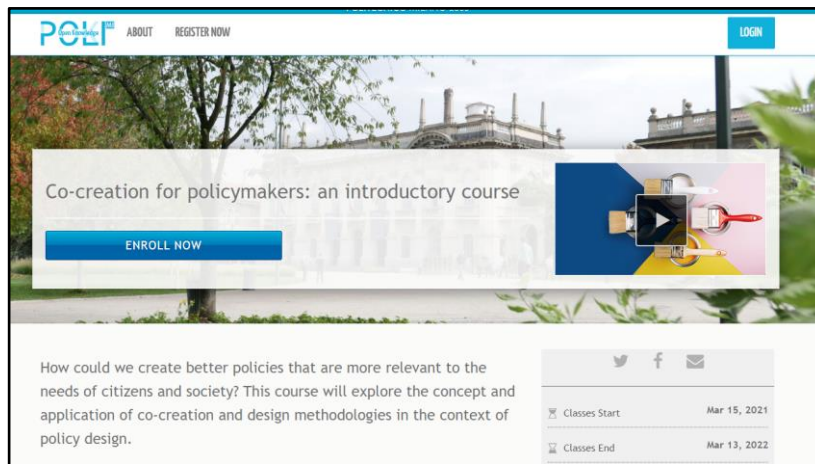 POLI
Open Knowledge
ABOUT
REGISTER NOW
LOGIN
Co-creation for policymakers: an introductory course
ENROLL NOW
How could we create better policies that are more relevant to the
needs of citizens and society? This course will explore the concept and
application of co-creation and design methodologies in the context of
policy design.
Classes Start
Mar 15, 2021
Classes End
Mar 13, 2022